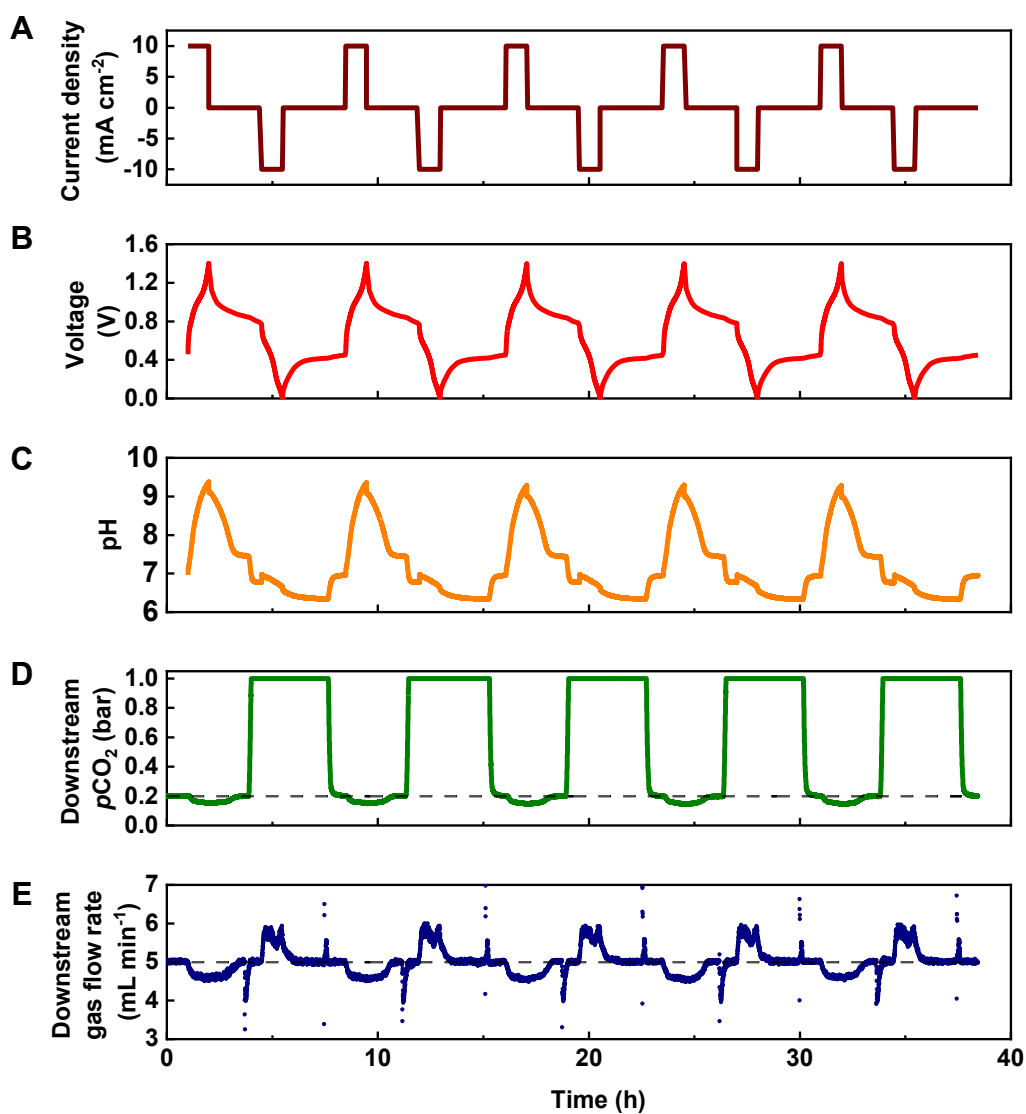 A
Current density
(mA cm⁻²)
10
5
0
-5
-10
B
Voltage
(V)
1.6
1.2
0.8
0.4
0.0
C
pH
10
9
8
7
6
D
Downstream
pCO₂ (bar)
1.0
0.8
0.6
0.4
0.2
0.0
E
Downstream
gas flow rate
(mL min⁻¹)
7
6
5
4
3
0 10 20 30 40
Time (h)